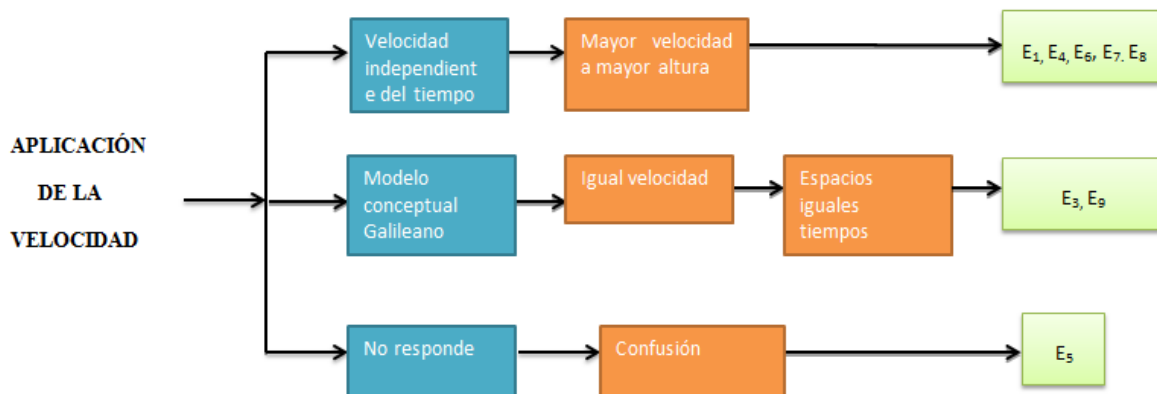 APLICACIÓN
DE LA
VELOCIDAD
Velocidad
independient
e del tiempo
Mayor velocidad
a mayor altura
E₁, E₄, E₆, E₇. E₈
Modelo
conceptual
Galileano
Igual velocidad
Espacios
iguales
tiempos
E₃, E₉
No responde
Confusión
E₅